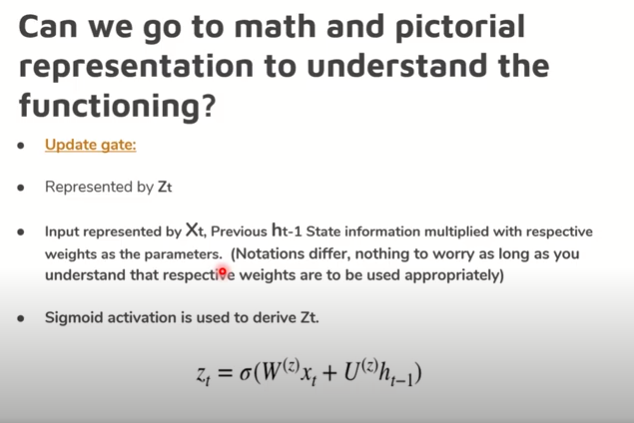 Can we go to math and pictorial
representation to understand the
functioning?
• Update gate:
• Represented by Zt
• Input represented by Xt, Previous ht-1 State information multiplied with respective
weights as the parameters. (Notations differ, nothing to worry as long as you
understand that respective weights are to be used appropriately)
• Sigmoid activation is used to derive Zt.
z_t = σ(W^(z)x_t + U^(z)h_{t−1})